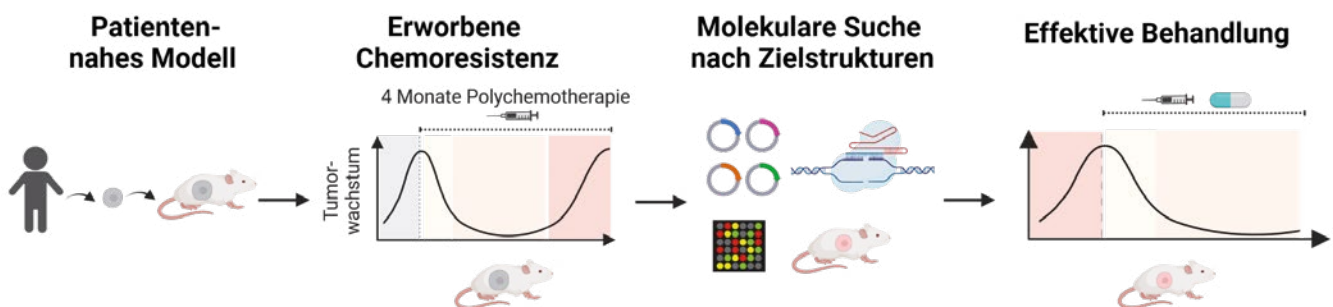 Patienten-
nahes Modell
Erworbene
Chemoresistenz
4 Monate Polychemotherapie
Tumor-
wachstum
Molekulare Suche
nach Zielstrukturen
Effektive Behandlung